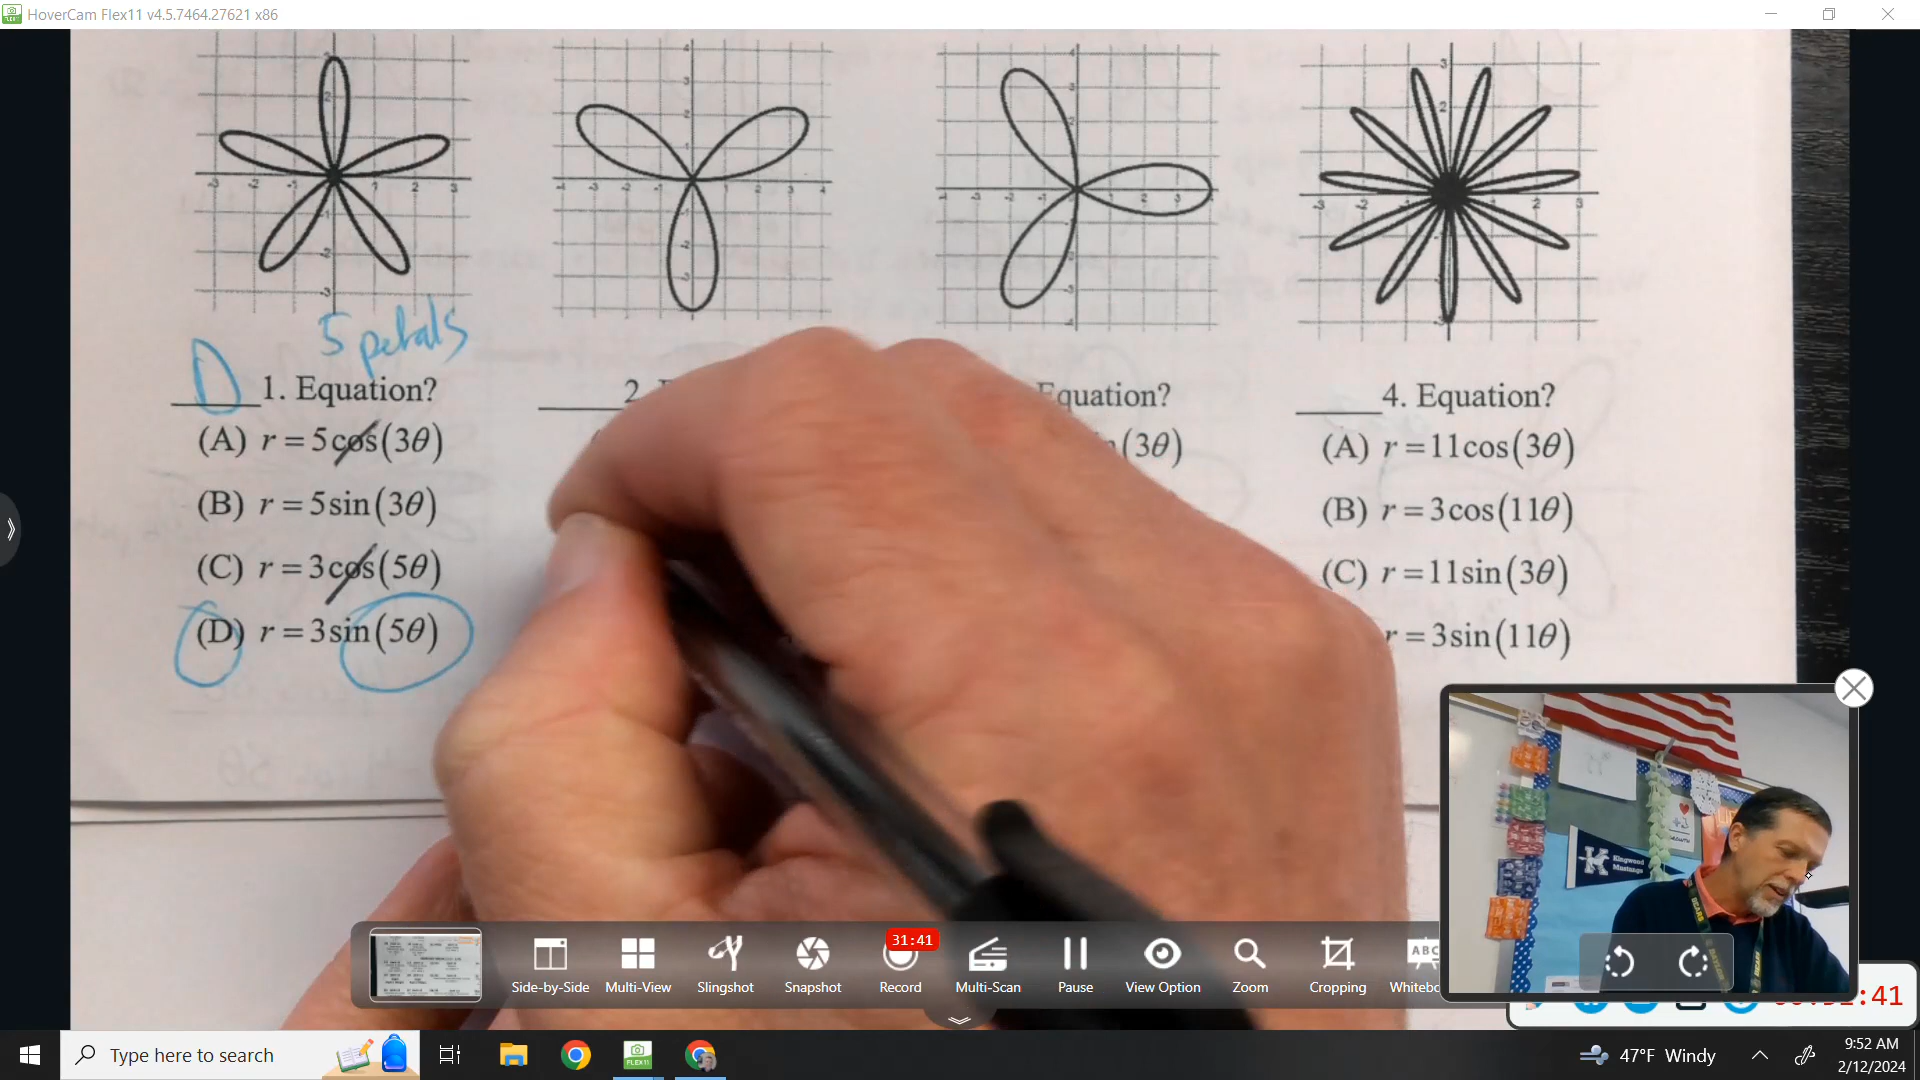 HoverCam Flex11 v4.5.7464.27621 x86
5 petals
D 1. Equation?
(A) r = 5cos(3θ)
(B) r = 5sin(3θ)
(C) r = 3cos(5θ)
(D) r = 3sin(5θ)
2.
Equation?
(3θ)
4. Equation?
(A) r = 11cos(3θ)
(B) r = 3cos(11θ)
(C) r = 11sin(3θ)
r = 3sin(11θ)
Kingwood
Mustangs
31:41
Side-by-Side Multi-View Slingshot Snapshot Record Multi-Scan Pause View Option Zoom Cropping Whitebo
:41
Type here to search
FLEX11
47°F Windy
9:52 AM
2/12/2024